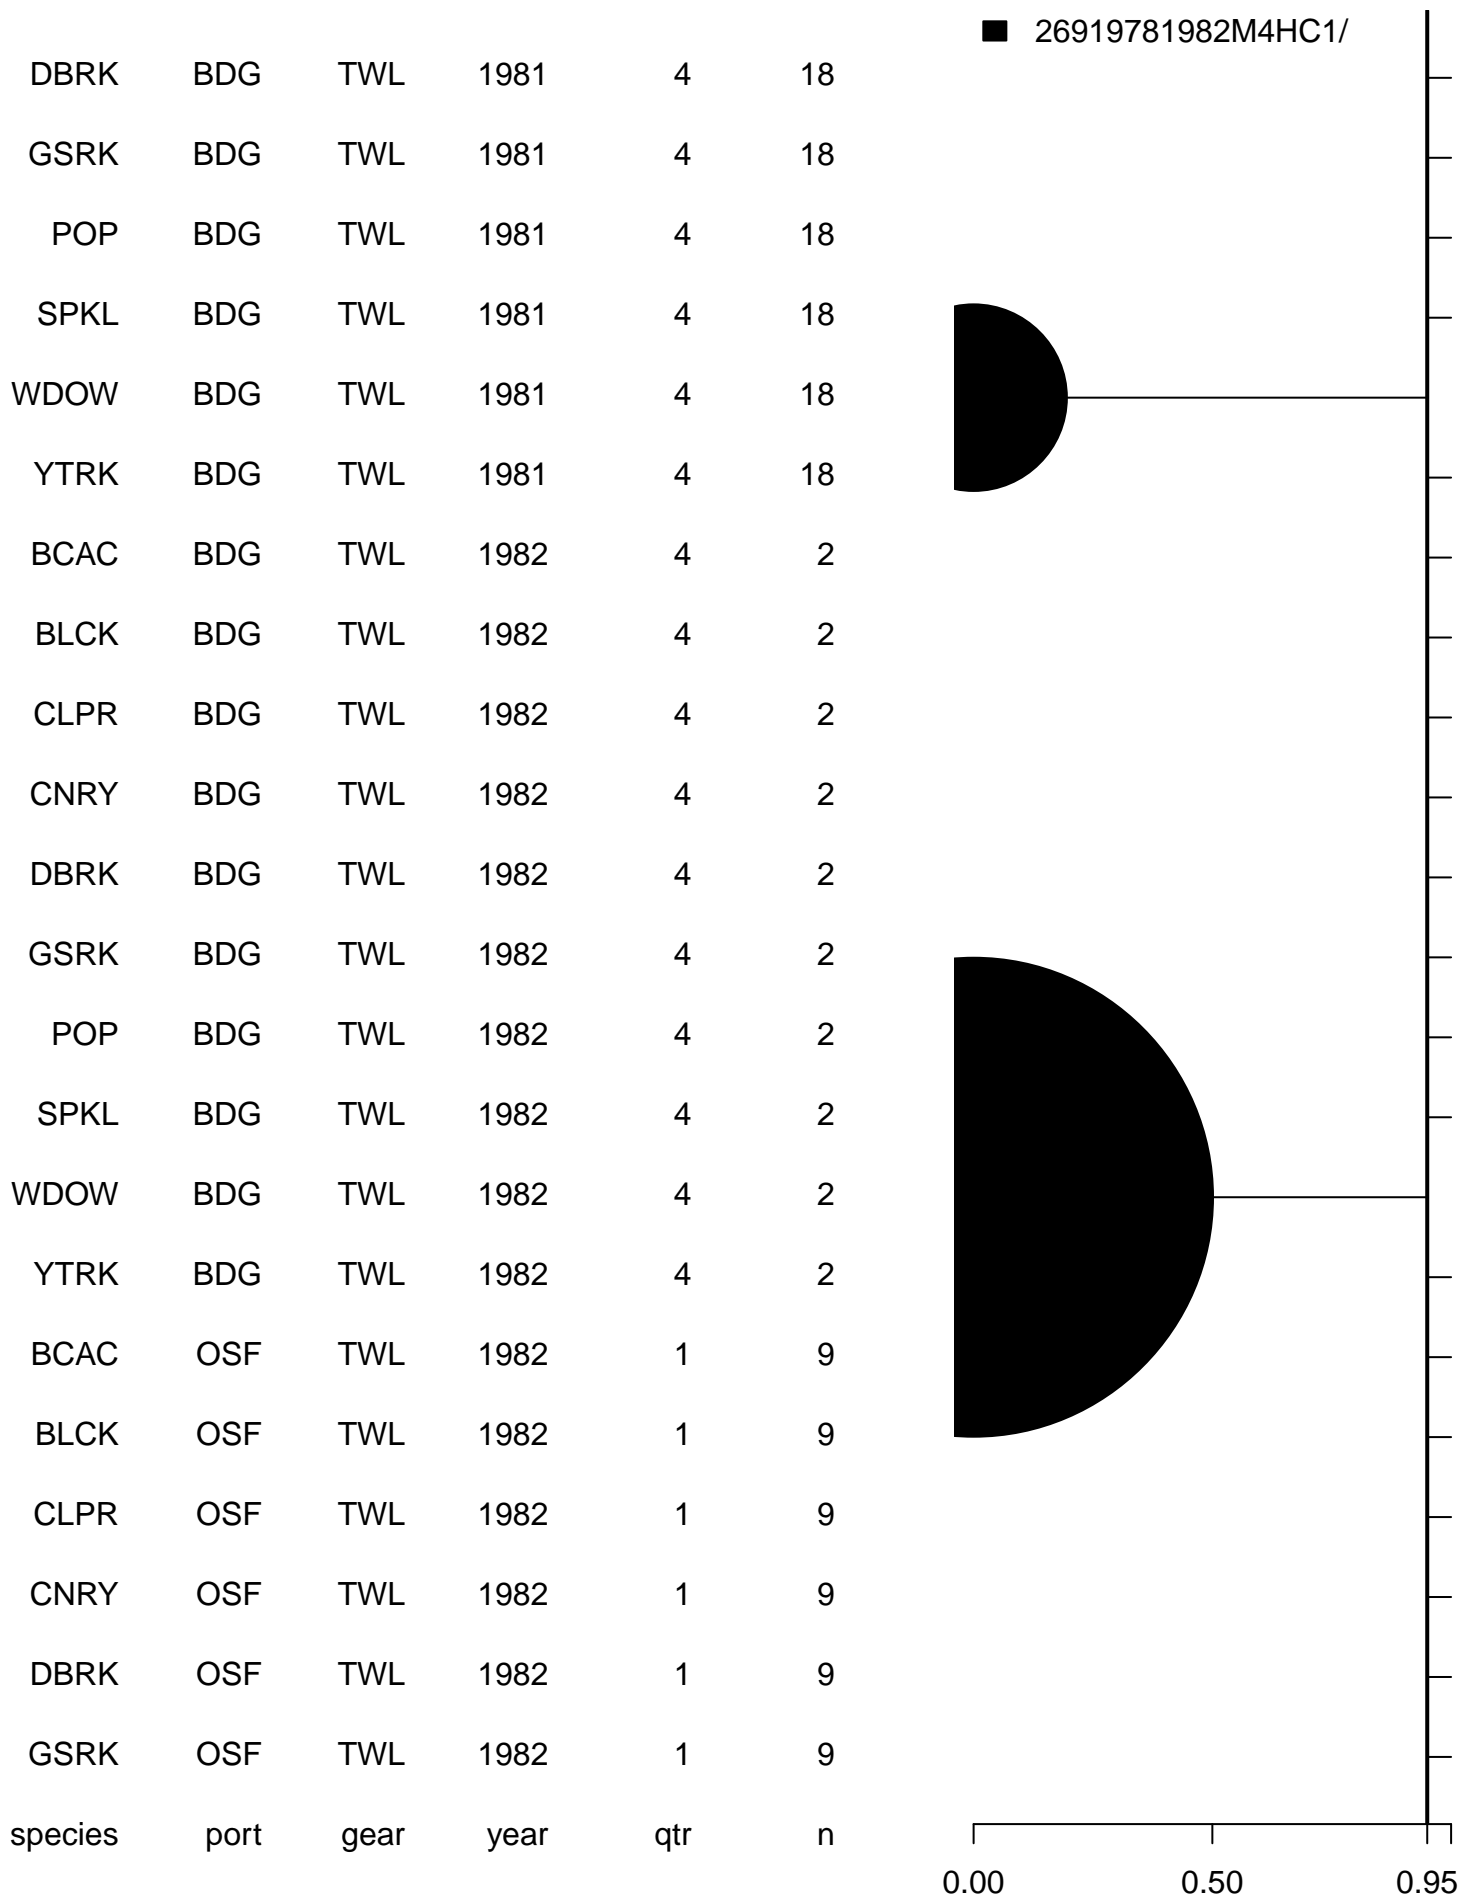 26919781982M4HC1/
DBRK BDG TWL 1981 4 18
GSRK BDG TWL 1981 4 18
POP BDG TWL 1981 4 18
SPKL BDG TWL 1981 4 18
WDOW BDG TWL 1981 4 18
YTRK BDG TWL 1981 4 18
BCAC BDG TWL 1982 4 2
BLCK BDG TWL 1982 4 2
CLPR BDG TWL 1982 4 2
CNRY BDG TWL 1982 4 2
DBRK BDG TWL 1982 4 2
GSRK BDG TWL 1982 4 2
POP BDG TWL 1982 4 2
SPKL BDG TWL 1982 4 2
WDOW BDG TWL 1982 4 2
YTRK BDG TWL 1982 4 2
BCAC OSF TWL 1982 1 9
BLCK OSF TWL 1982 1 9
CLPR OSF TWL 1982 1 9
CNRY OSF TWL 1982 1 9
DBRK OSF TWL 1982 1 9
GSRK OSF TWL 1982 1 9
species port gear year qtr n
0.00 0.50 0.95